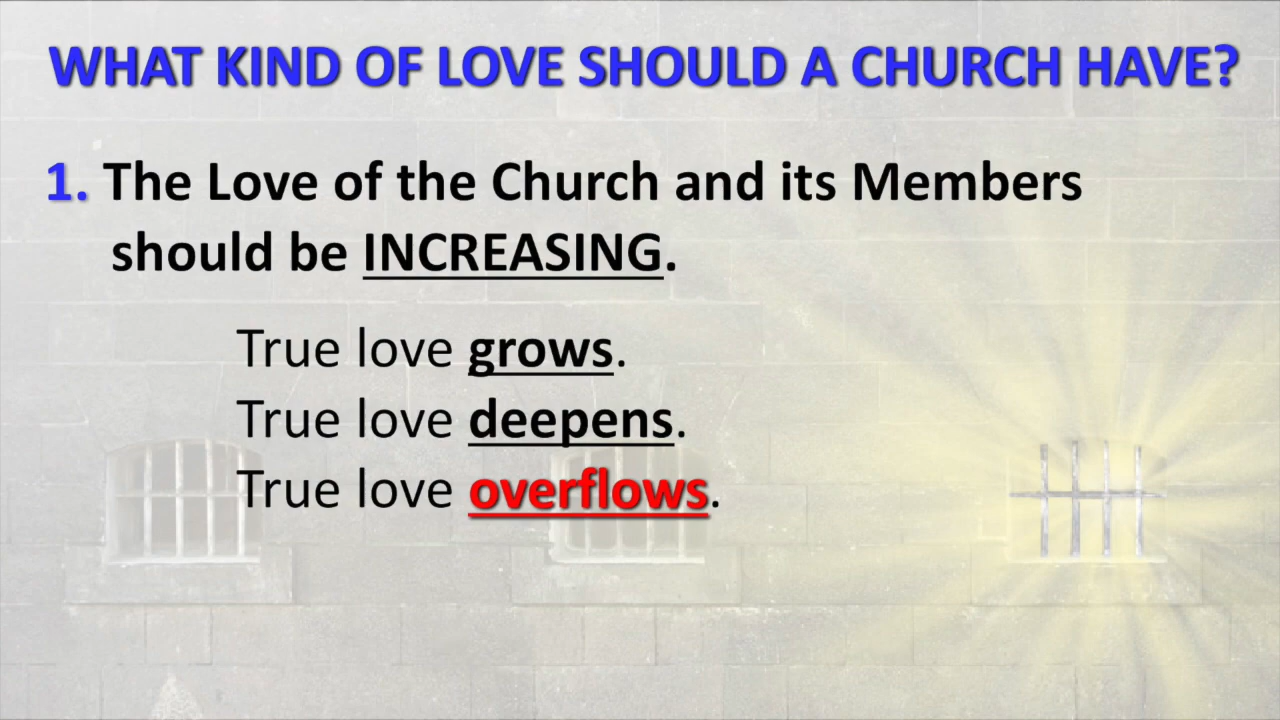 WHAT KIND OF LOVE SHOULD A CHURCH HAVE?
1. The Love of the Church and its Members
should be INCREASING.
True love grows.
True love deepens.
True love overflows.